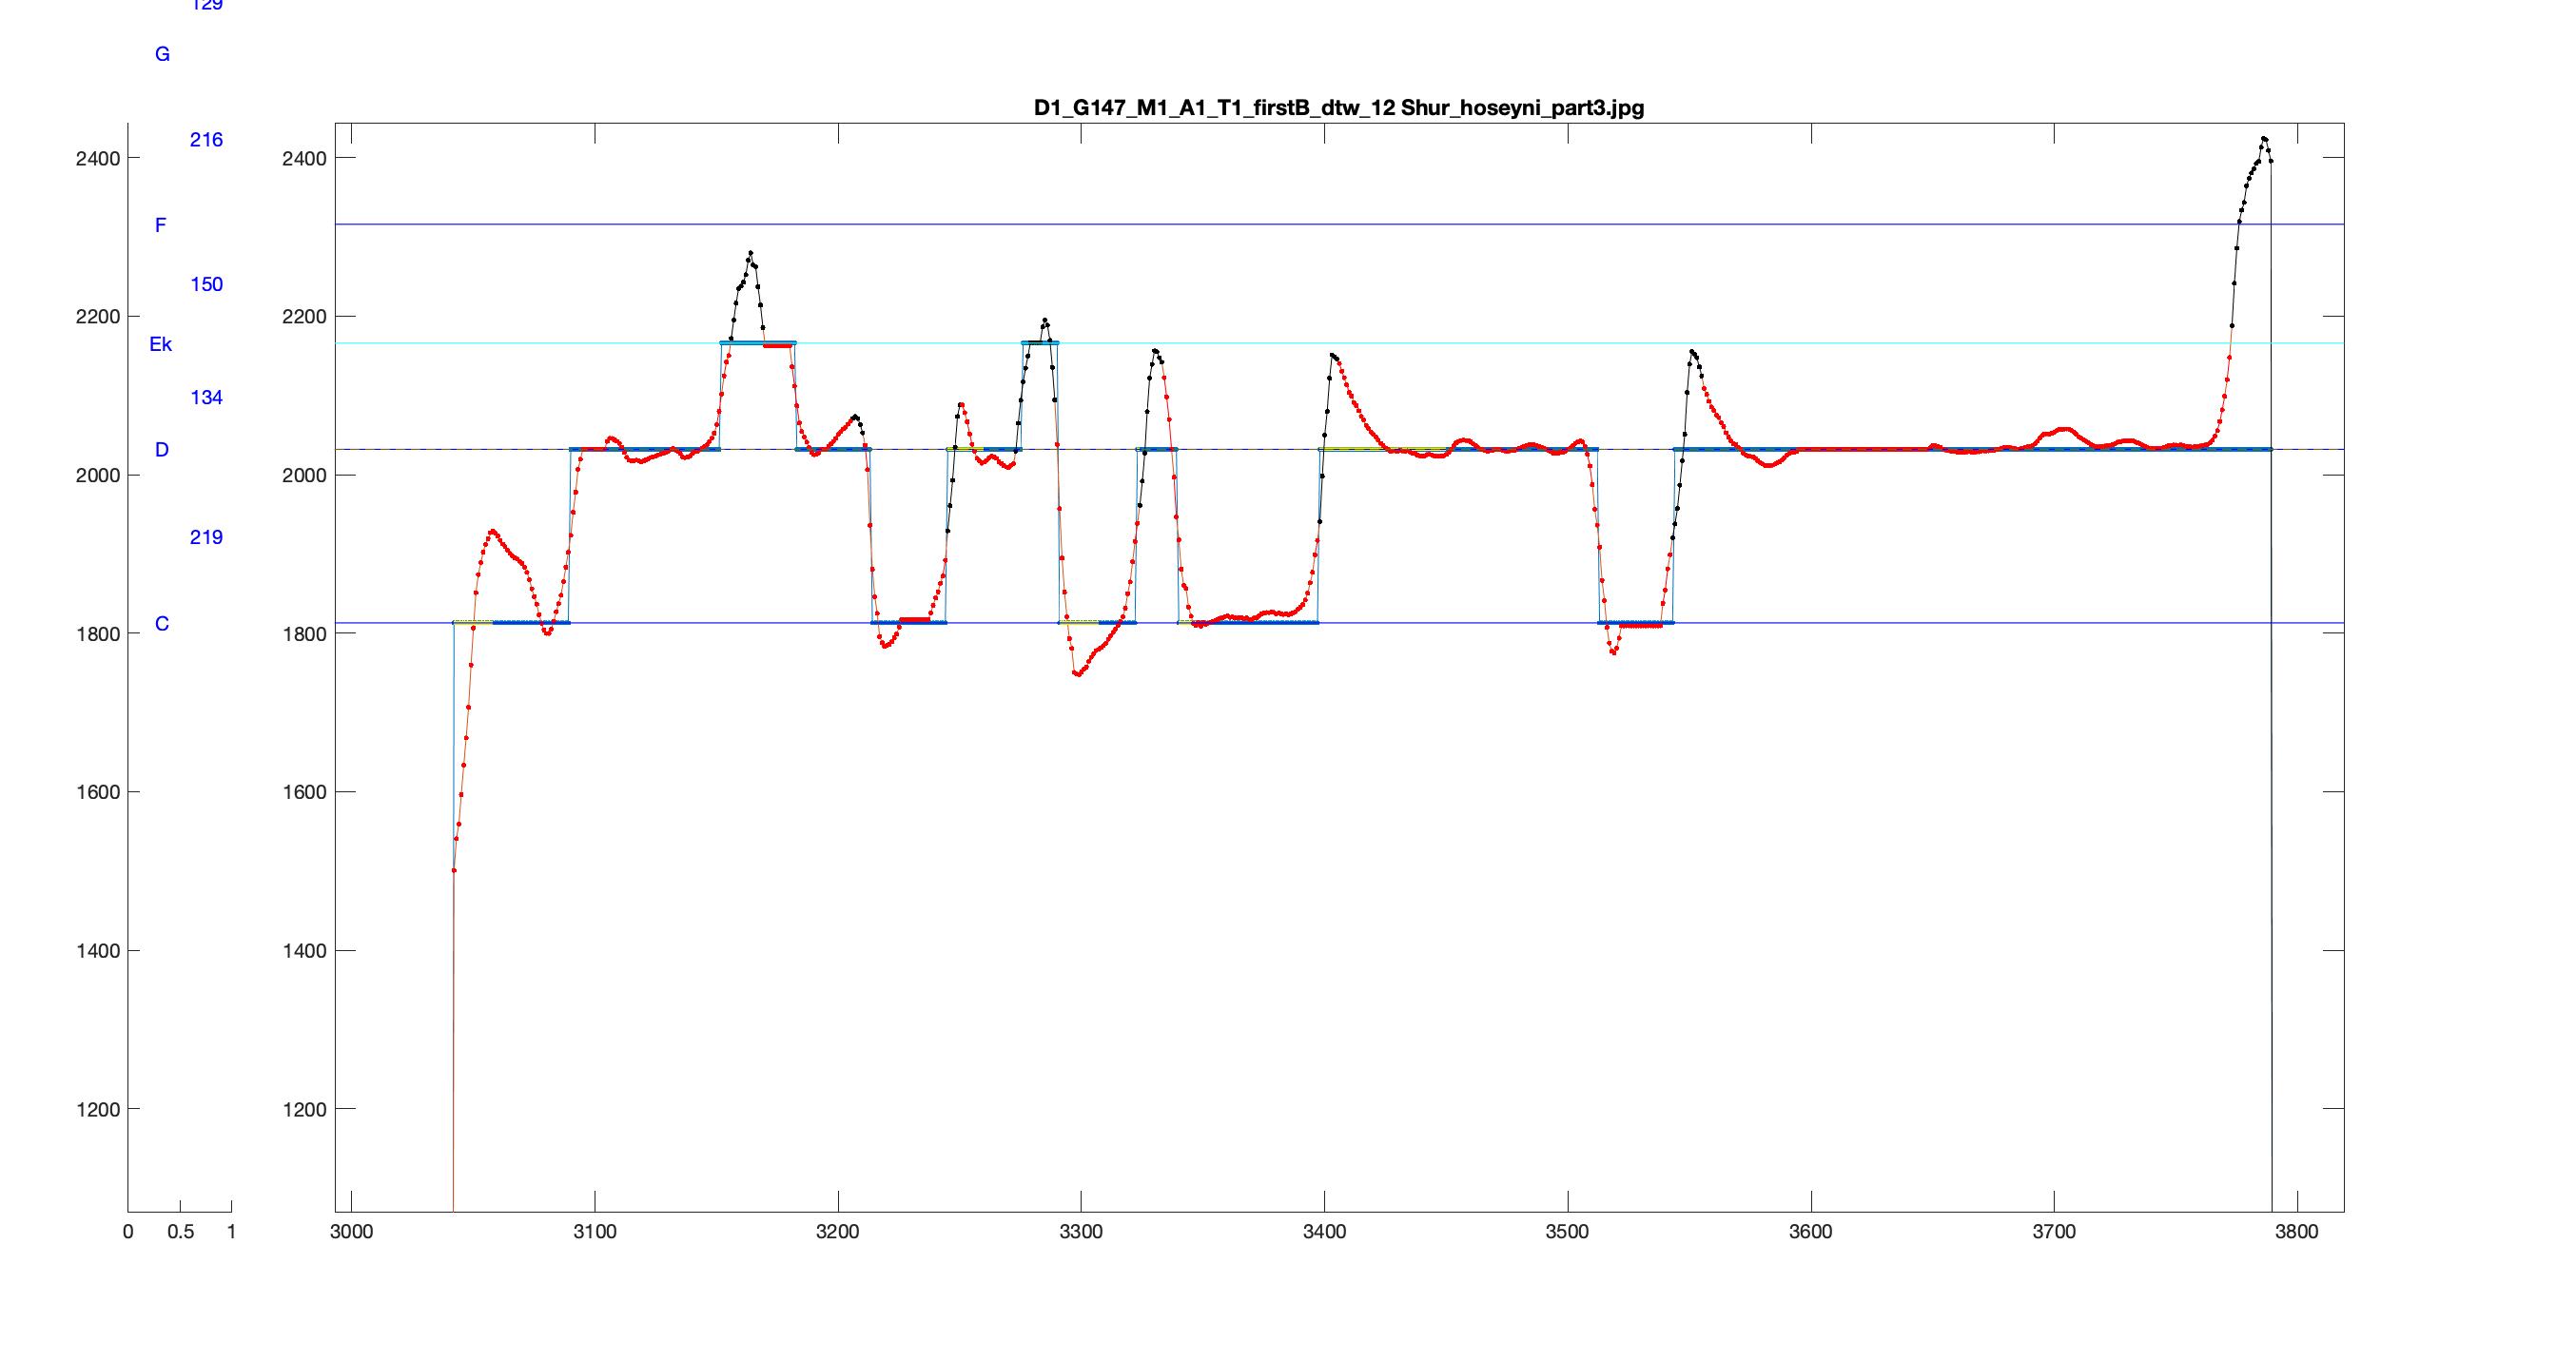 129
G
D1_G147_M1_A1_T1_firstB_dtw_12 Shur_hoseyni_part3.jpg
2400 216 2400
F
150
2200 2200
Ek
134
D
2000 2000
219
C
1800 1800
1600 1600
1400 1400
1200 1200
0 0.5 1 3000 3100 3200 3300 3400 3500 3600 3700 3800